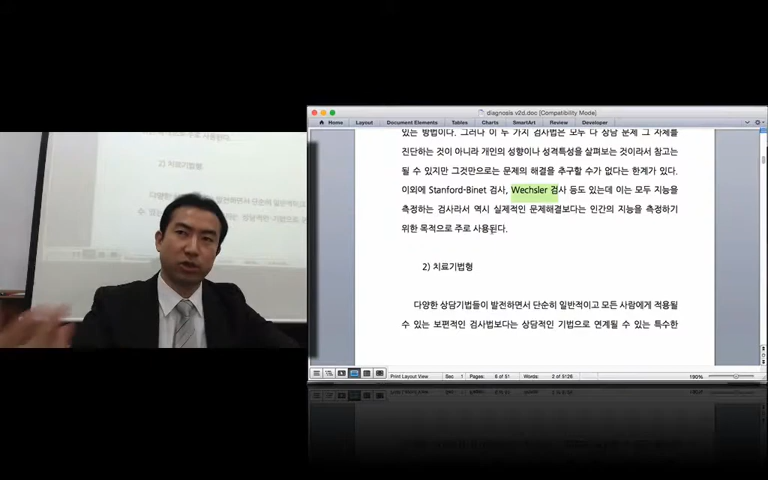 diagnosis v2d.doc [Compatibility Mode]
Home Layout Document Elements Tables Charts SmartArt Review Developer
있는 방법이다. 그러나 이 두 가지 검사법은 모두 다 상담 문제 그 자체를
진단하는 것이 아니라 개인의 성향이나 성격특성을 살펴보는 것이라서 참고는
될 수 있지만 그것만으로는 문제의 해결을 추구할 수가 없다는 한계가 있다.
이외에 Stanford-Binet 검사, Wechsler 검사 등도 있는데 이는 모두 지능을
측정하는 검사라서 역시 실제적인 문제해결보다는 인간의 지능을 측정하기
위한 목적으로 주로 사용된다.
2) 치료기법형
다양한 상담기법들이 발전하면서 단순히 일반적이고 모든 사람에게 적용될
수 있는 보편적인 검사법보다는 상담적인 기법으로 연계될 수 있는 특수한
Print Layout View Sec 1 Pages: 6 of 51 Words: 2 of 5126 190%
2) 치료기법형